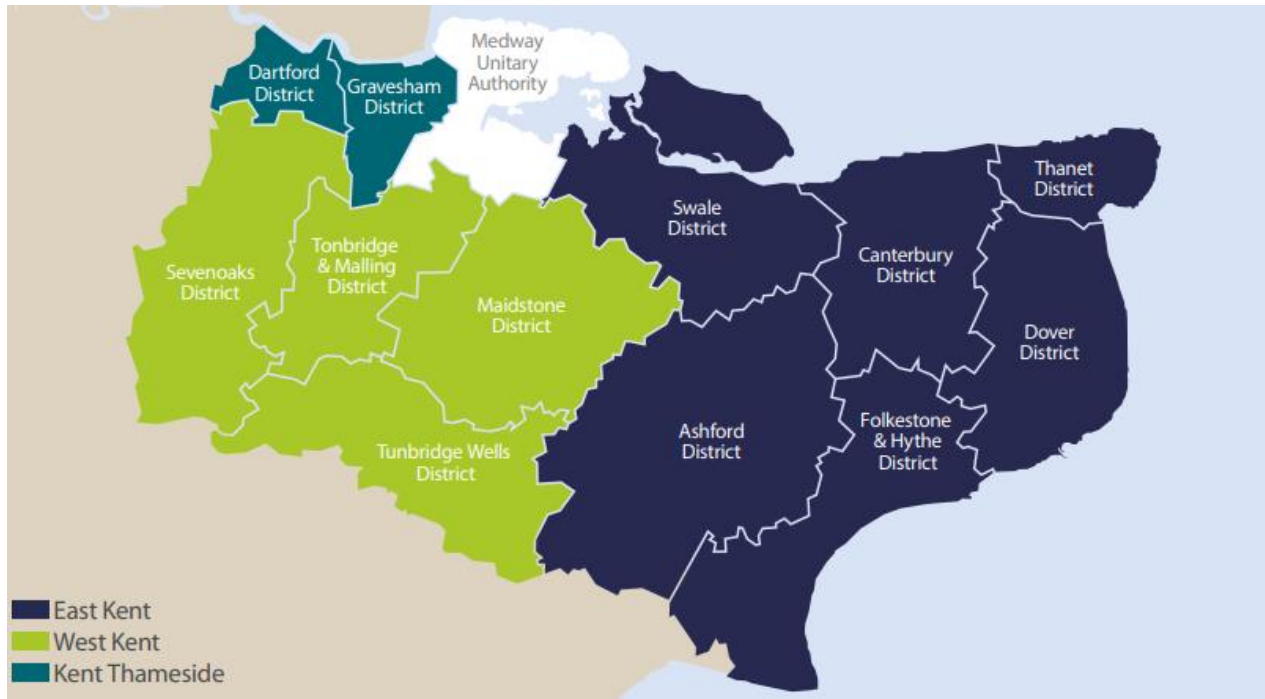 Medway
Unitary
Authority
Dartford
District
Gravesham
District
Thanet
District
Swale
District
Canterbury
District
Tonbridge
& Malling
District
Sevenoaks
District
Maidstone
District
Dover
District
Ashford
District
Folkestone
& Hythe
District
Tunbridge Wells
District
East Kent
West Kent
Kent Thameside